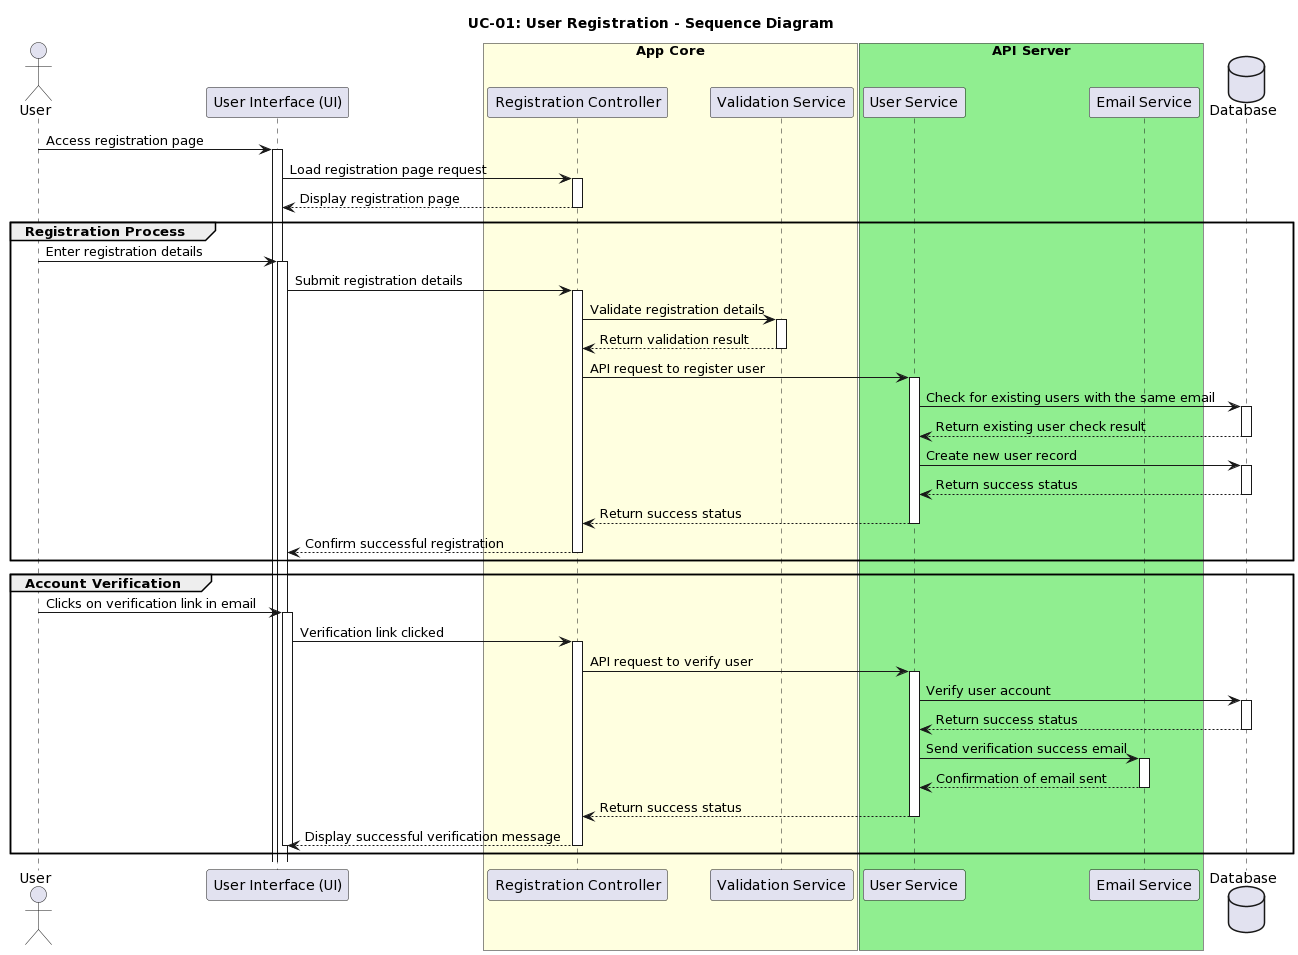 UC-01: User Registration - Sequence Diagram
App Core
API Server
User
User Interface (UI)
Registration Controller
Validation Service
User Service
Email Service
Database
Access registration page
Load registration page request
Display registration page
Registration Process
Enter registration details
Submit registration details
Validate registration details
Return validation result
API request to register user
Check for existing users with the same email
Return existing user check result
Create new user record
Return success status
Return success status
Confirm successful registration
Account Verification
Clicks on verification link in email
Verification link clicked
API request to verify user
Verify user account
Return success status
Send verification success email
Confirmation of email sent
Return success status
Display successful verification message
User
User Interface (UI)
Registration Controller
Validation Service
User Service
Email Service
Database